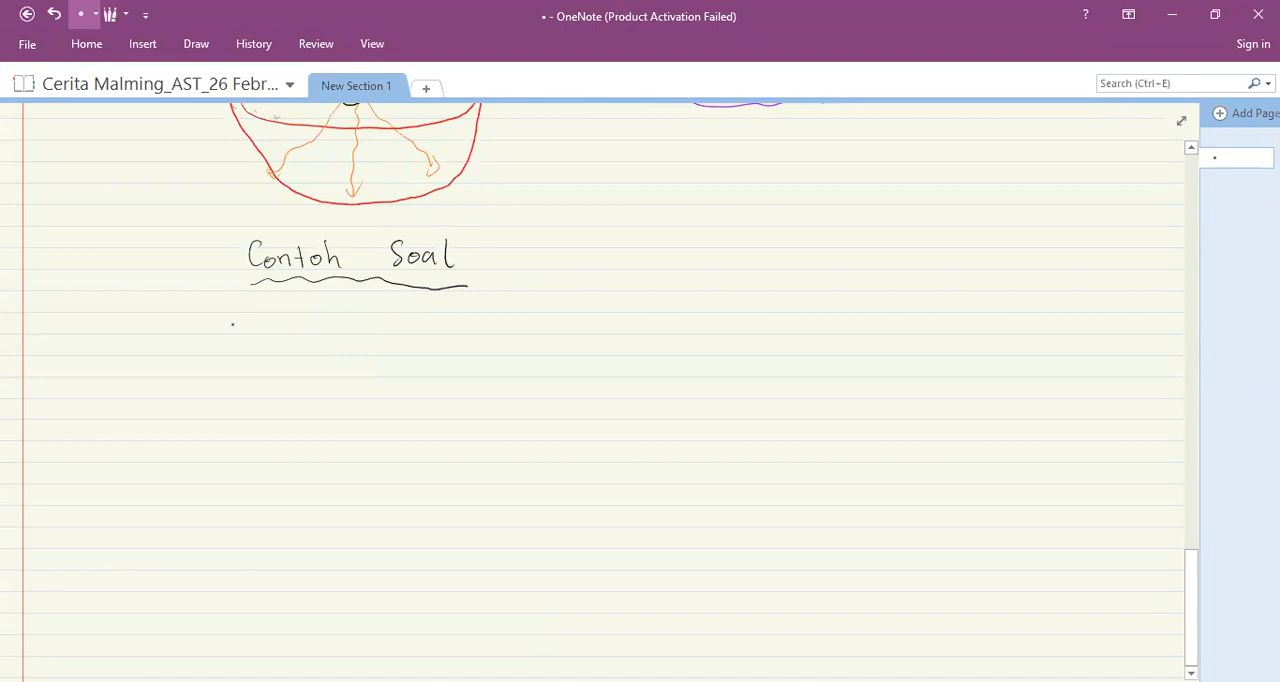 • - OneNote (Product Activation Failed)
?
File Home Insert Draw History Review View
Sign in
Cerita Malming_AST_26 Febr...
New Section 1
+
Search (Ctrl+E)
Add Page
Contoh Soal